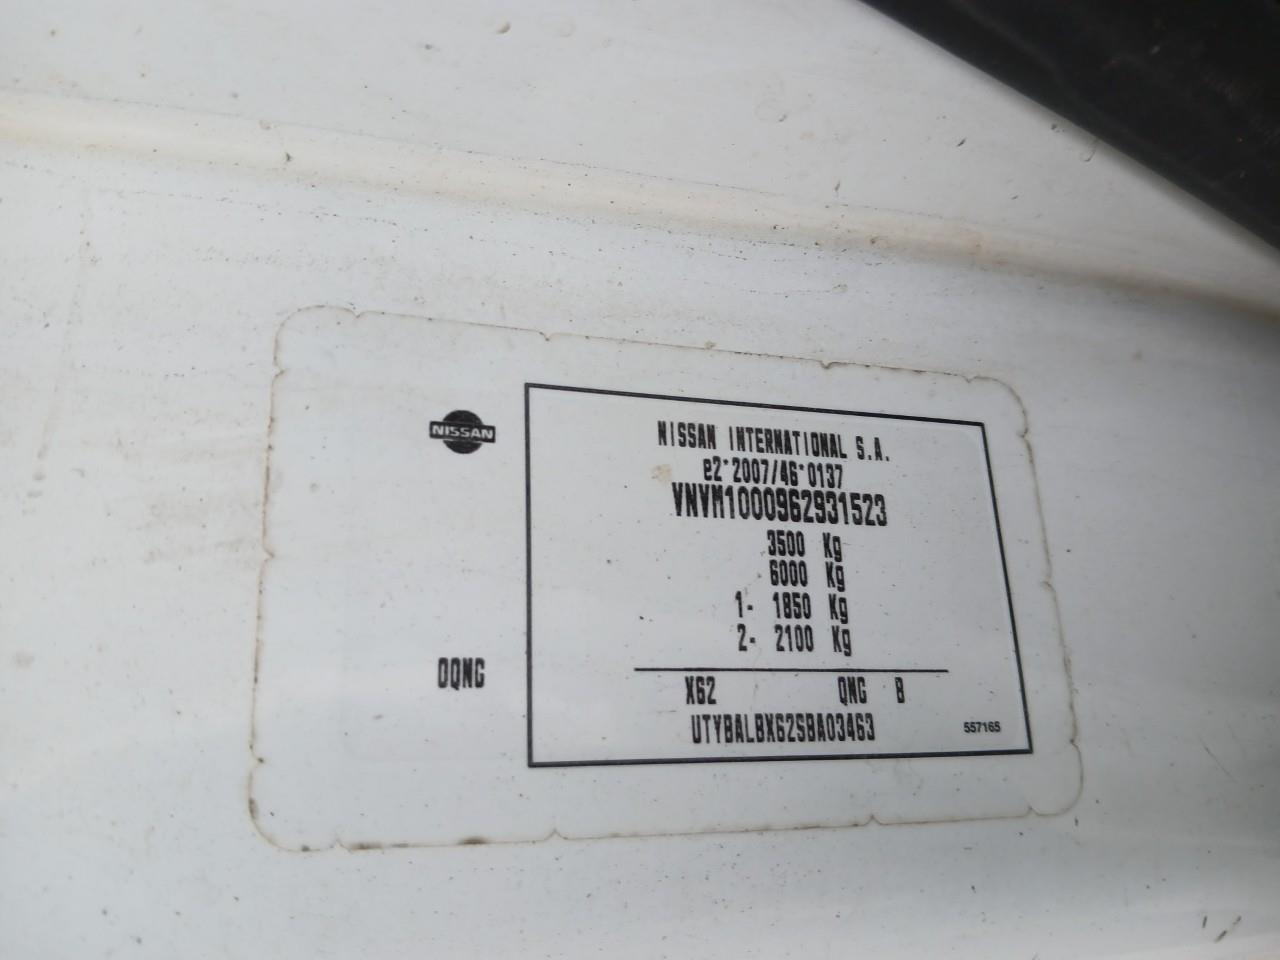 NISSAN
NISSAN INTERNATIONAL S.A.
e2*2007/46*0137
VNVM1000962931523
3500 Kg
6000 Kg
1- 1850 Kg
2- 2100 Kg
OQNG
X62 QNG B
UTYBALBX62SBA03463
557165